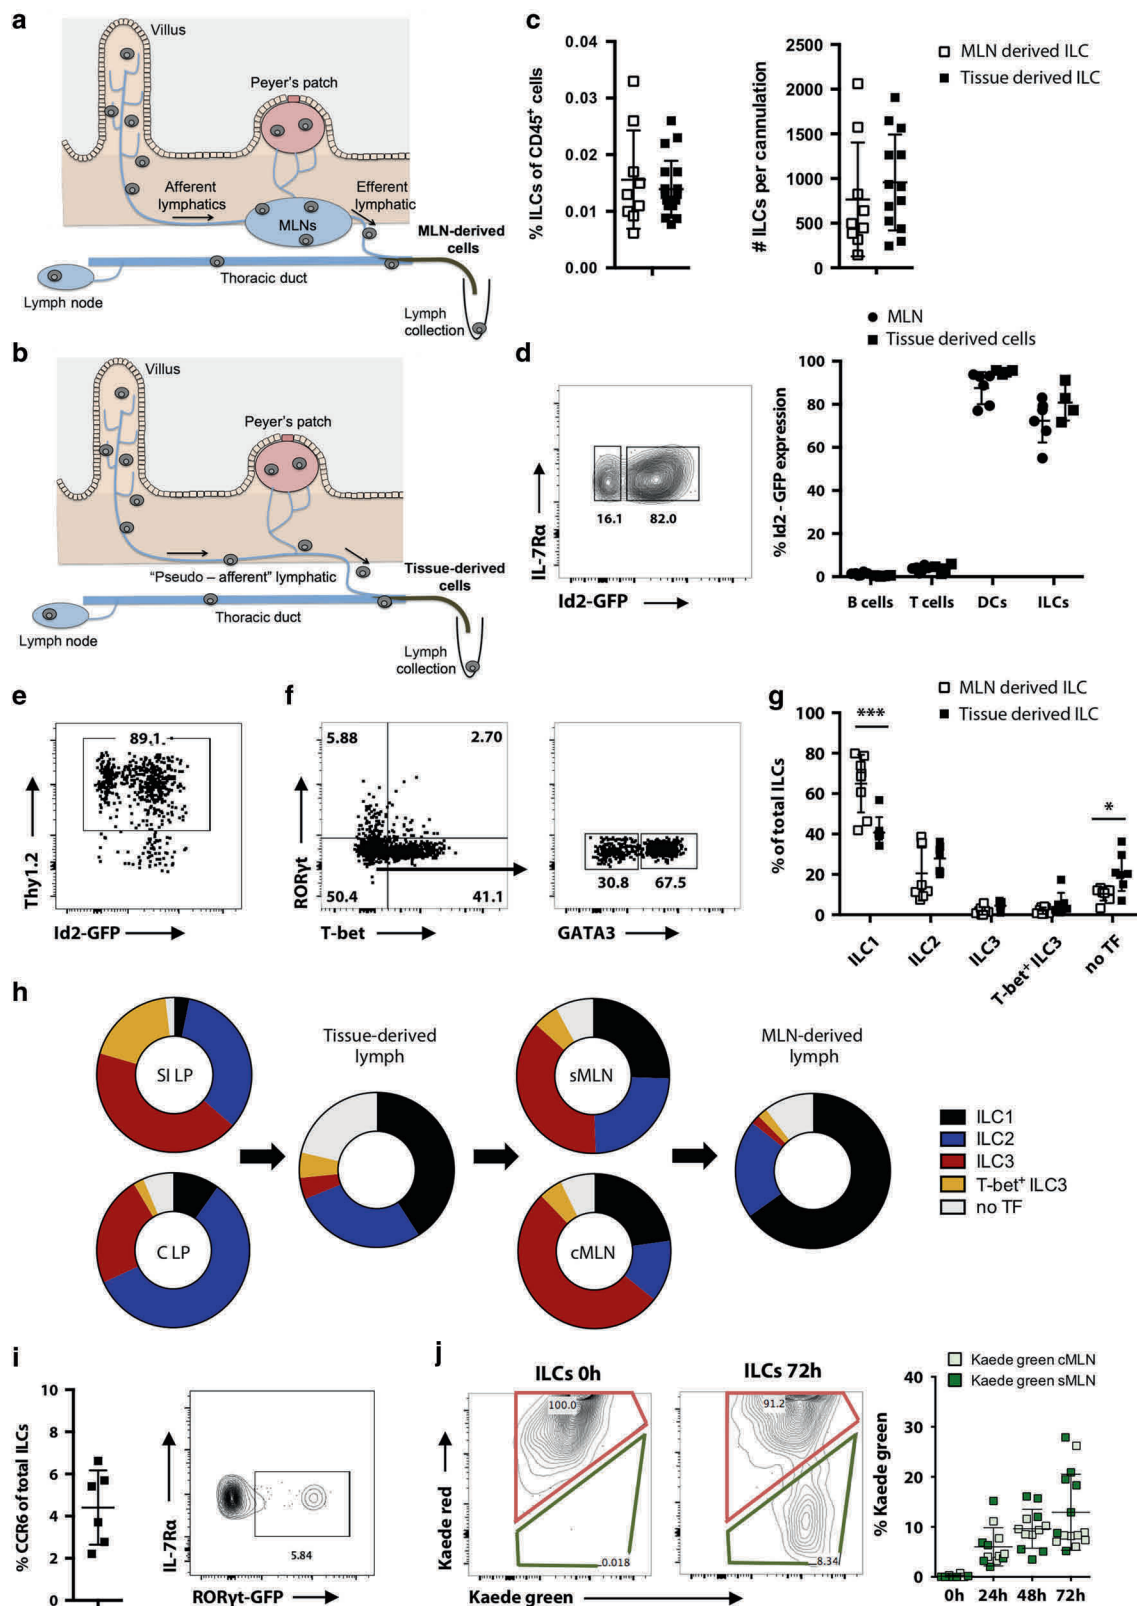 a
Villus
Peyer's patch
Afferent
lymphatics
Efferent
lymphatic
MLNs
MLN-derived
cells
Thoracic duct
Lymph node
Lymph
collection
b
Villus
Peyer's patch
"Pseudo – afferent" lymphatic
Tissue-derived
cells
Thoracic duct
Lymph node
Lymph
collection
c
% ILCs of CD45+ cells
0.04
0.03
0.02
0.01
0.00
# ILCs per cannulation
2500
2000
1500
1000
500
0
MLN derived ILC
Tissue derived ILC
d
IL-7Rα
16.1 82.0
Id2-GFP
MLN
Tissue derived cells
% Id2 - GFP expression
100
80
60
40
20
0
B cells T cells DCs ILCs
e
89.1
Thy1.2
Id2-GFP
f
5.88 2.70
RORγt
50.4 41.1
T-bet
30.8 67.5
GATA3
g
MLN derived ILC
Tissue derived ILC
% of total ILCs
100
80
60
40
20
0
***
*
ILC1 ILC2 ILC3 T-bet+ ILC3 no TF
h
SI LP
C LP
Tissue-derived
lymph
sMLN
cMLN
MLN-derived
lymph
ILC1
ILC2
ILC3
T-bet+ ILC3
no TF
i
% CCR6 of total ILCs
10
8
6
4
2
0
IL-7Rα
5.84
RORγt-GFP
j
ILCs 0h
ILCs 72h
100.0
91.2
Kaede red
0.018
8.34
Kaede green
Kaede green cMLN
Kaede green sMLN
% Kaede green
40
30
20
10
0
0h 24h 48h 72h